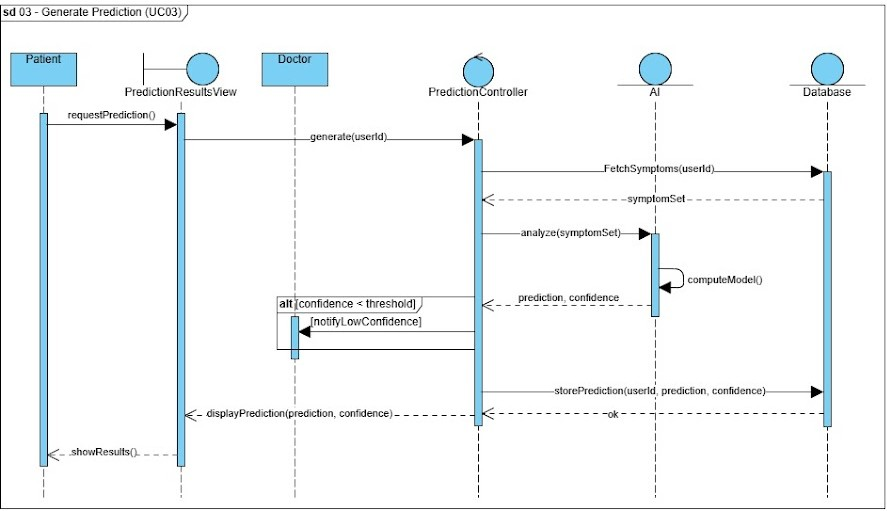 sd 03 - Generate Prediction (UC03)
Patient
PredictionResultsView
Doctor
PredictionController
AI
Database
requestPrediction()
generate(userId)
FetchSymptoms(userId)
symptomSet
analyze(symptomSet)
computeModel()
prediction, confidence
alt [confidence < threshold]
[notifyLowConfidence]
storePrediction(userId, prediction, confidence)
displayPrediction(prediction, confidence)
ok
showResults()